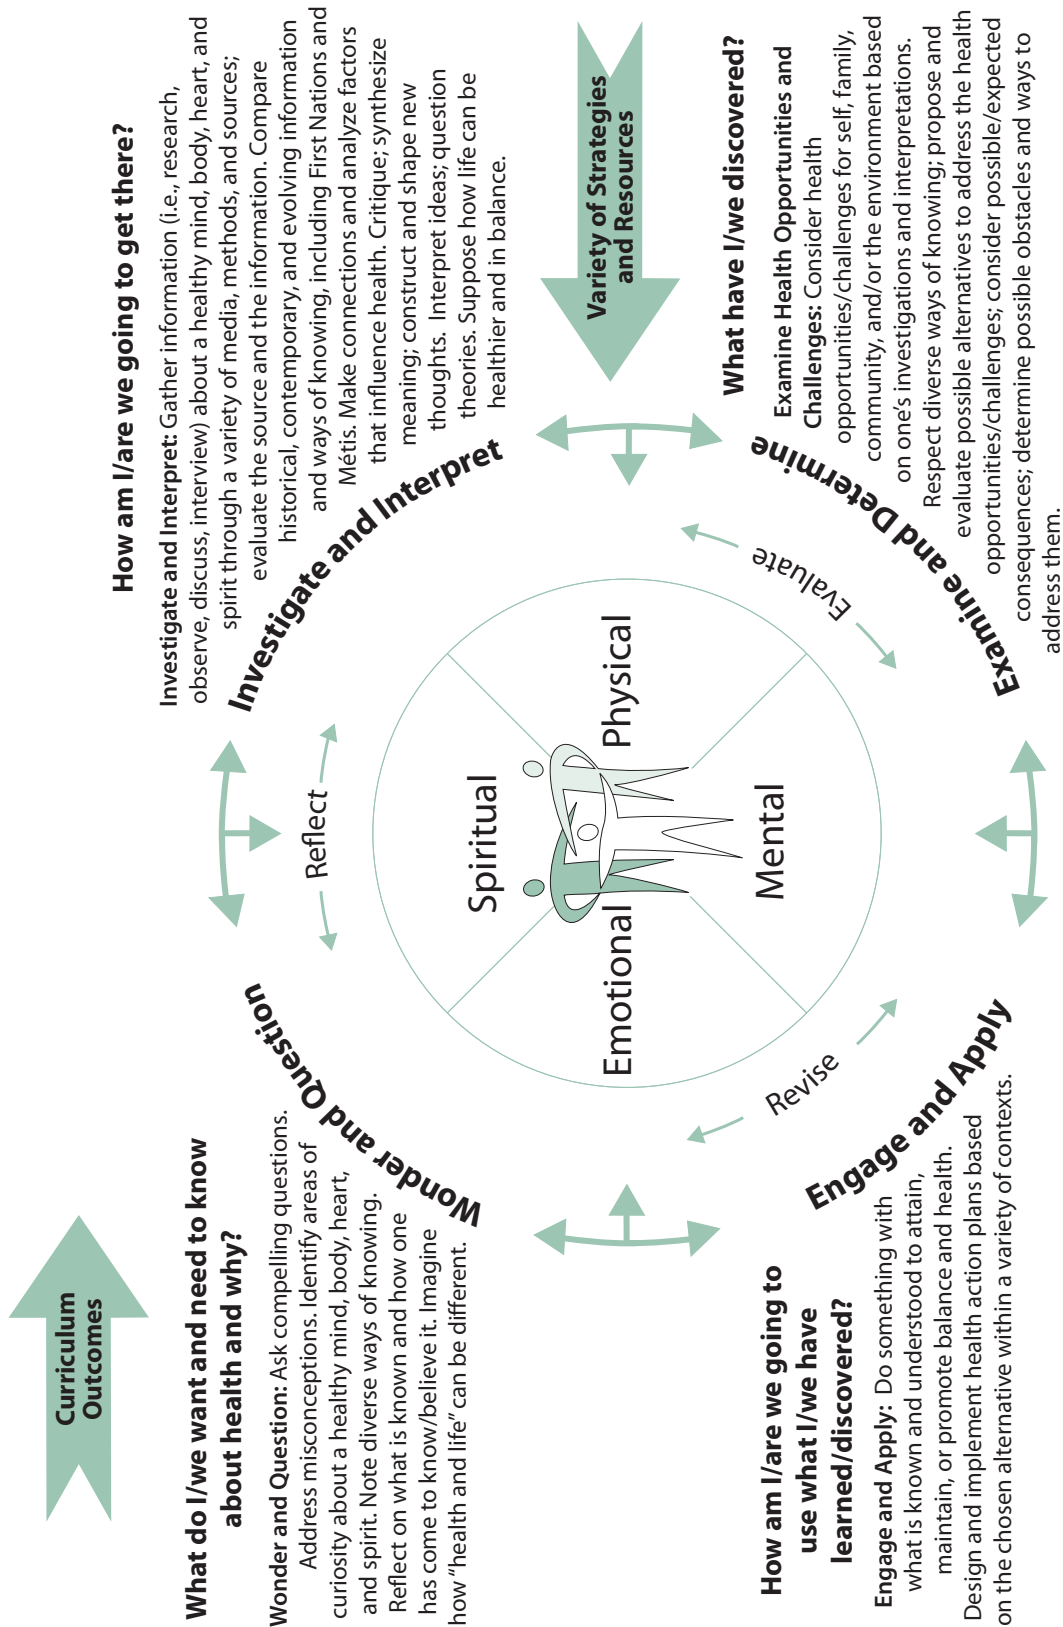 Curriculum
Outcomes
What do I/we want and need to know
about health and why?
Wonder and Question: Ask compelling questions.
Address misconceptions. Identify areas of
curiosity about a healthy mind, body, heart,
and spirit. Note diverse ways of knowing.
Reflect on what is known and how one
has come to know/believe it. Imagine
how "health and life" can be different.
Wonder and Question
How am I/are we going to get there?
Investigate and Interpret: Gather information (i.e., research,
observe, discuss, interview) about a healthy mind, body, heart, and
spirit through a variety of media, methods, and sources;
evaluate the source and the information. Compare
historical, contemporary, and evolving information
and ways of knowing, including First Nations and
Métis. Make connections and analyze factors
that influence health. Critique; synthesize
meaning; construct and shape new
thoughts. Interpret ideas; question
theories. Suppose how life can be
healthier and in balance.
Investigate and Interpret
Variety of Strategies
and Resources
What have I/we discovered?
Examine Health Opportunities and
Challenges: Consider health
opportunities/challenges for self, family,
community, and/or the environment based
on one's investigations and interpretations.
Respect diverse ways of knowing; propose and
evaluate possible alternatives to address the health
opportunities/challenges; consider possible/expected
consequences; determine possible obstacles and ways to
address them.
Examine and Determine
How am I/are we going to
use what I/we have
learned/discovered?
Engage and Apply: Do something with
what is known and understood to attain,
maintain, or promote balance and health.
Design and implement health action plans based
on the chosen alternative within a variety of contexts.
Engage and Apply
Reflect
Evaluate
Revise
Spiritual
Emotional
Physical
Mental